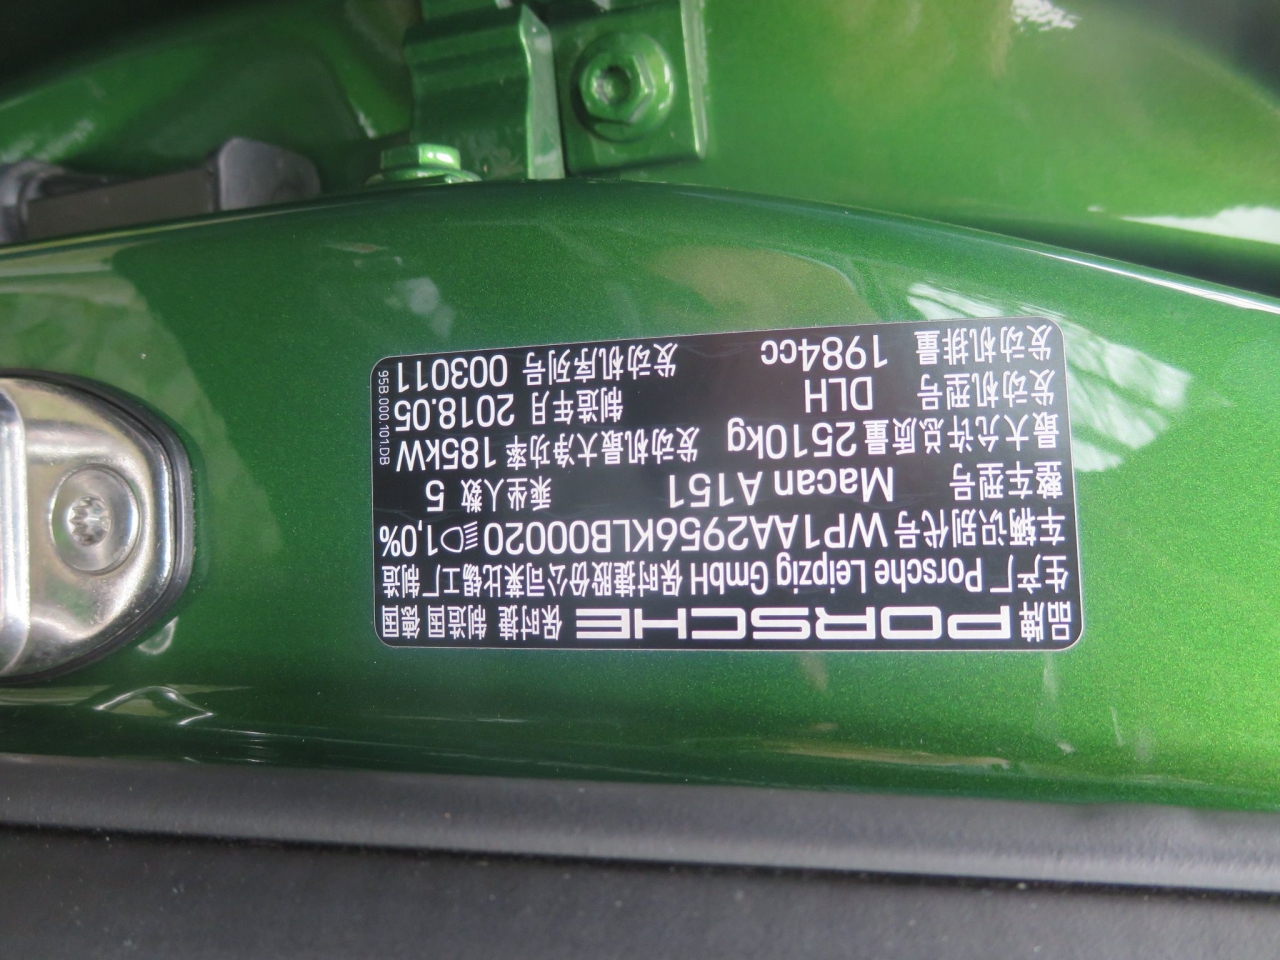 品牌 PORSCHE 保时捷 制造国 德国
生产厂 Porsche Leipzig GmbH 保时捷股份公司莱比锡工厂制造
车辆识别代号 WP1AA2956KLB00020 1,0%
整车型号 Macan A151 乘坐人数 5
最大允许总质量 2510kg 发动机最大净功率 185kW
发动机型号 DLH 制造年月 2018.05
发动机排量 1984cc 发动机序列号 003011
95B.000.101.DB